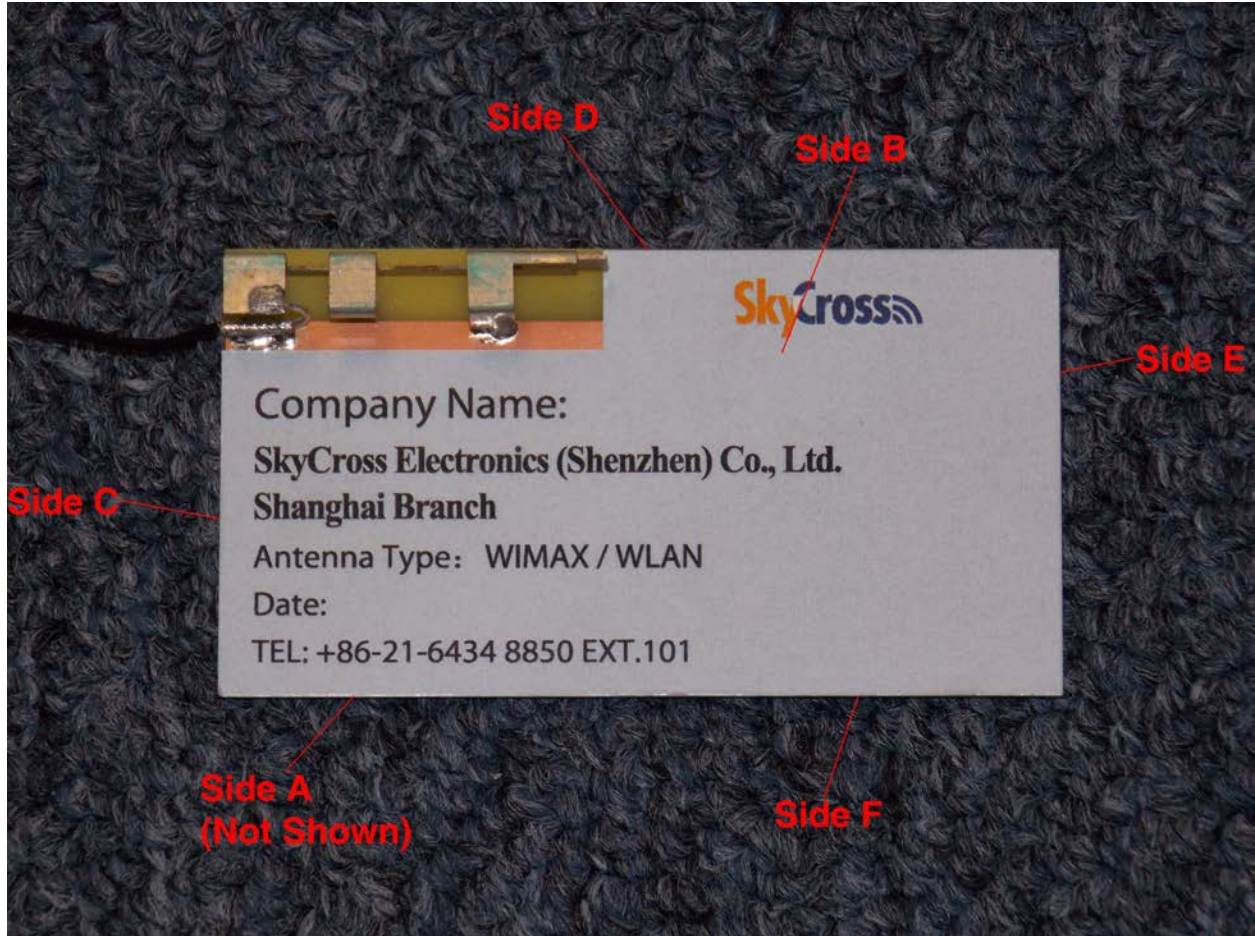 Side D
Side B
SkyCross
Side E
Company Name:
SkyCross Electronics (Shenzhen) Co., Ltd.
Side C
Shanghai Branch
Antenna Type: WIMAX / WLAN
Date:
TEL: +86-21-6434 8850 EXT.101
Side A
(Not Shown)
Side F